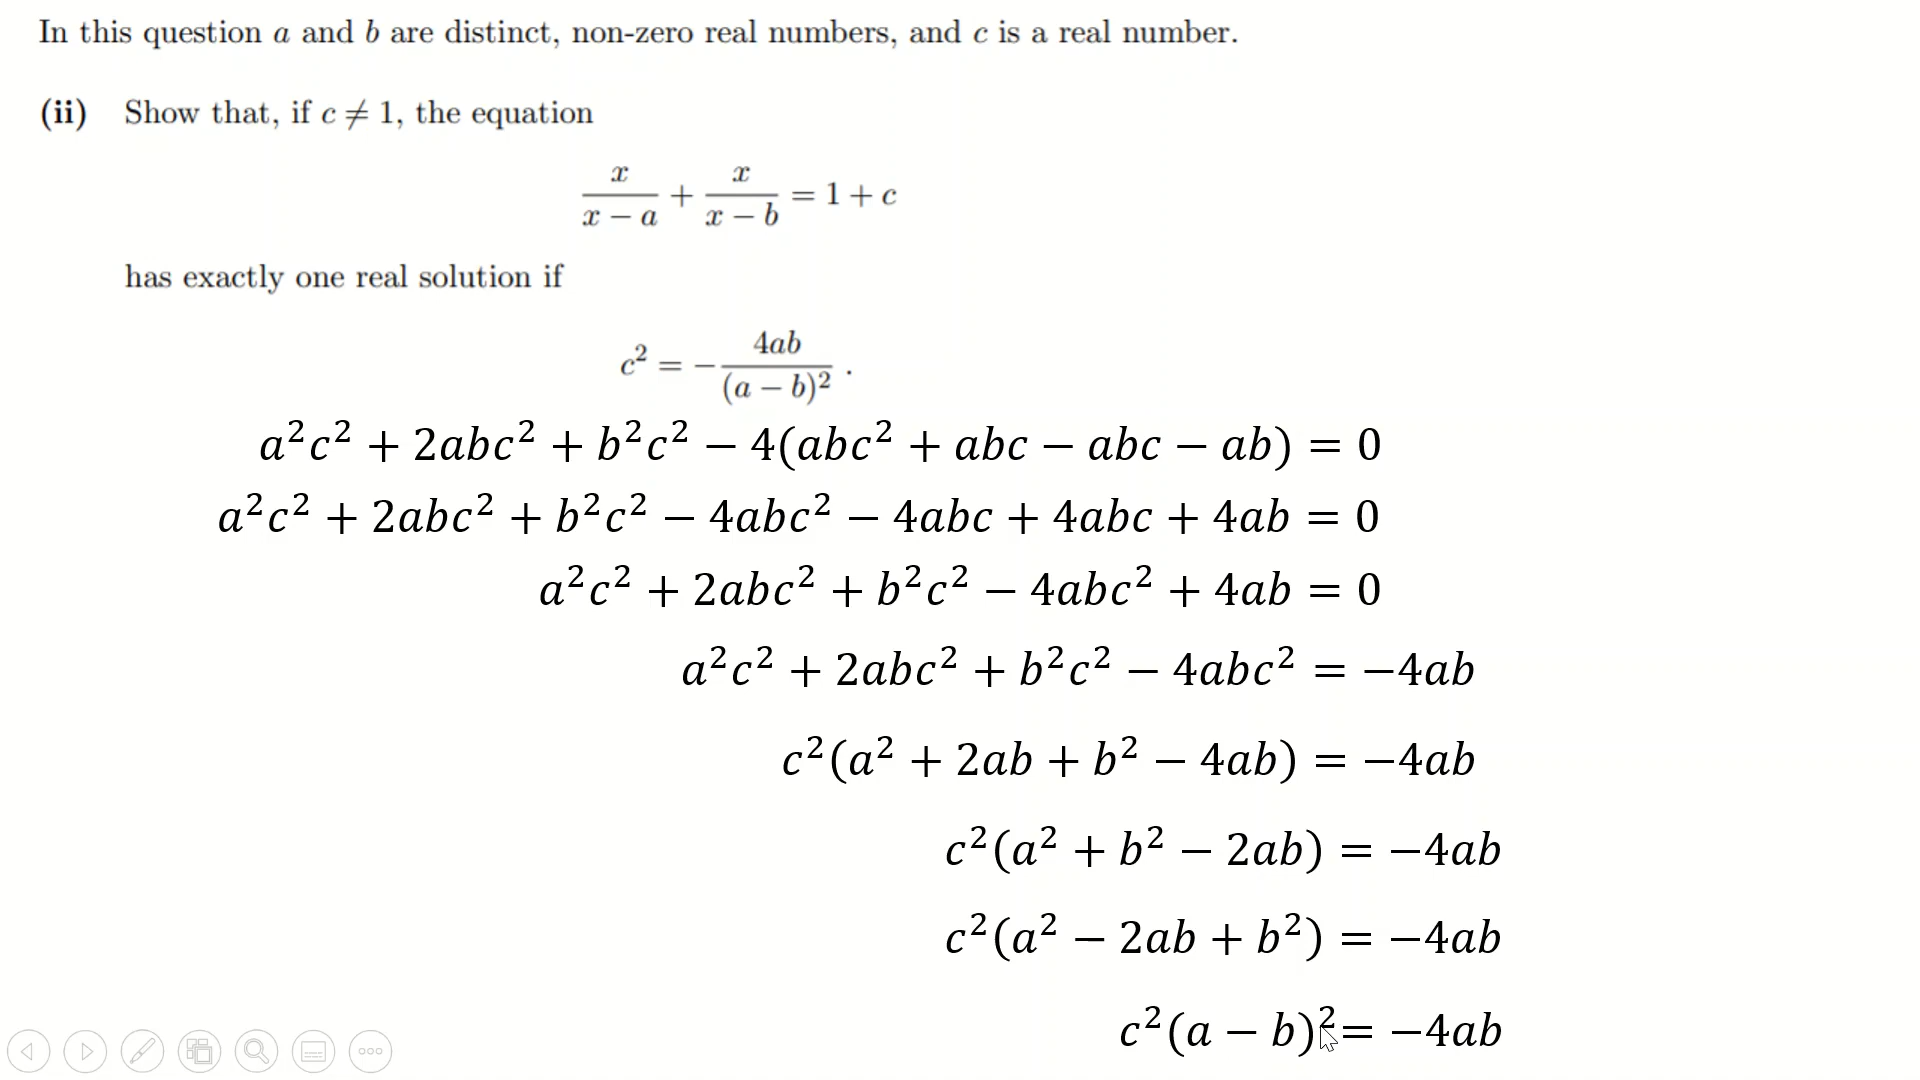 In this question a and b are distinct, non-zero real numbers, and c is a real number.
(ii) Show that, if c ≠ 1, the equation
x/(x − a) + x/(x − b) = 1 + c
has exactly one real solution if
c² = −4ab/(a − b)² .
a²c² + 2abc² + b²c² − 4(abc² + abc − abc − ab) = 0
a²c² + 2abc² + b²c² − 4abc² − 4abc + 4abc + 4ab = 0
a²c² + 2abc² + b²c² − 4abc² + 4ab = 0
a²c² + 2abc² + b²c² − 4abc² = −4ab
c²(a² + 2ab + b² − 4ab) = −4ab
c²(a² + b² − 2ab) = −4ab
c²(a² − 2ab + b²) = −4ab
c²(a − b)² = −4ab